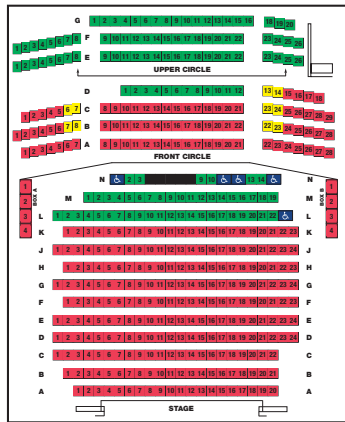 G 1 2 3 4 5 6 7 8 9 10 11 12 13 14 15 16 18 19 20
1 2 3 4 5 6 7 8 F 9 10 11 12 13 14 15 16 17 18 19 20 21 22 23 24 25 26
1 2 3 4 5 6 7 8 E 9 10 11 12 13 14 15 16 17 18 19 20 21 22 23 24 25 26
UPPER CIRCLE
D 1 2 3 4 5 6 7 8 9 10 11 12 13 14 15 16 17 18
1 2 3 4 5 6 7 C 8 9 10 11 12 13 14 15 16 17 18 19 20 21 22 23 24 25 26 27 28
1 2 3 4 5 6 7 8 B 9 10 11 12 13 14 15 16 17 18 19 20 21 22 23 24 25 26 27 28
1 2 3 4 5 6 7 A 8 9 10 11 12 13 14 15 16 17 18 19 20 21 22 23 24 25 26 27 28
FRONT CIRCLE
N 2 3 9 10 13 14 N
1 2 3 4 BOX A
BOX B 1 2 3 4
M 1 2 3 4 5 6 7 8 9 10 11 12 13 14 15 16 17 18 19 M
L 1 2 3 4 5 6 7 8 9 10 11 12 13 14 15 16 17 18 19 20 21 22 L
K 1 2 3 4 5 6 7 8 9 10 11 12 13 14 15 16 17 18 19 20 21 22 23 K
J 1 2 3 4 5 6 7 8 9 10 11 12 13 14 15 16 17 18 19 20 21 22 23 24 J
H 1 2 3 4 5 6 7 8 9 10 11 12 13 14 15 16 17 18 19 20 21 22 23 H
G 1 2 3 4 5 6 7 8 9 10 11 12 13 14 15 16 17 18 19 20 21 22 23 24 G
F 1 2 3 4 5 6 7 8 9 10 11 12 13 14 15 16 17 18 19 20 21 22 23 F
E 1 2 3 4 5 6 7 8 9 10 11 12 13 14 15 16 17 18 19 20 21 22 23 24 E
D 1 2 3 4 5 6 7 8 9 10 11 12 13 14 15 16 17 18 19 20 21 22 23 24 D
C 1 2 3 4 5 6 7 8 9 10 11 12 13 14 15 16 17 18 19 20 21 22 C
B 1 2 3 4 5 6 7 8 9 10 11 12 13 14 15 16 17 18 19 20 21 B
A 1 2 3 4 5 6 7 8 9 10 11 12 13 14 15 16 17 18 19 20 A
STAGE